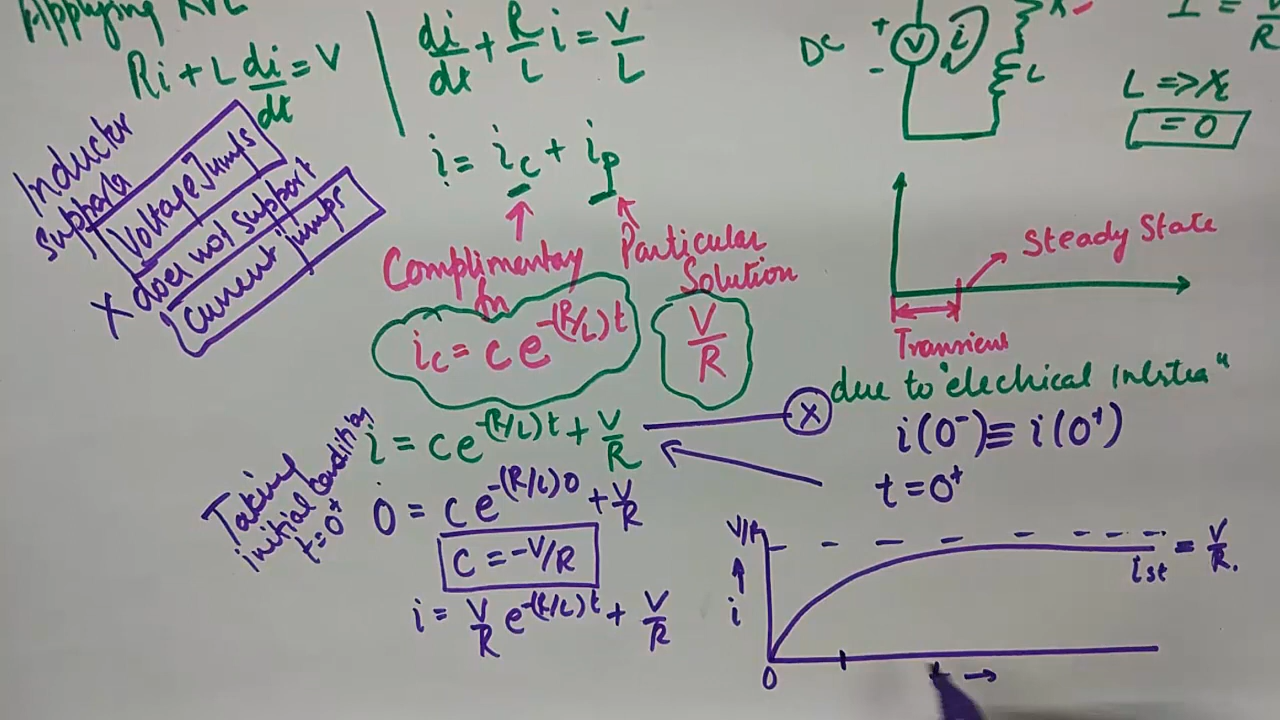 Applying KVL
Ri + L di/dt = V
di/dt + R/L i = V/L
i = ic + ip
Inductor
supports
Voltage Jumps
X does not support
current jumps
Complimentary
fn
Particular
Solution
ic = ce^-(R/L)t
V/R
i = ce^-(R/L)t + V/R
X
Taking
initial condition
t=0+
0 = ce^-(R/L)0 + V/R
C = -V/R
i = V/R e^-(R/L)t + V/R
DC
+
V
-
i
R
L
I = V/R
L => XL
= 0
Steady State
Transient
due to "electrical Inertia"
i(0-) ≡ i(0+)
t = 0+
V/R
i
ist = V/R.
0
t →